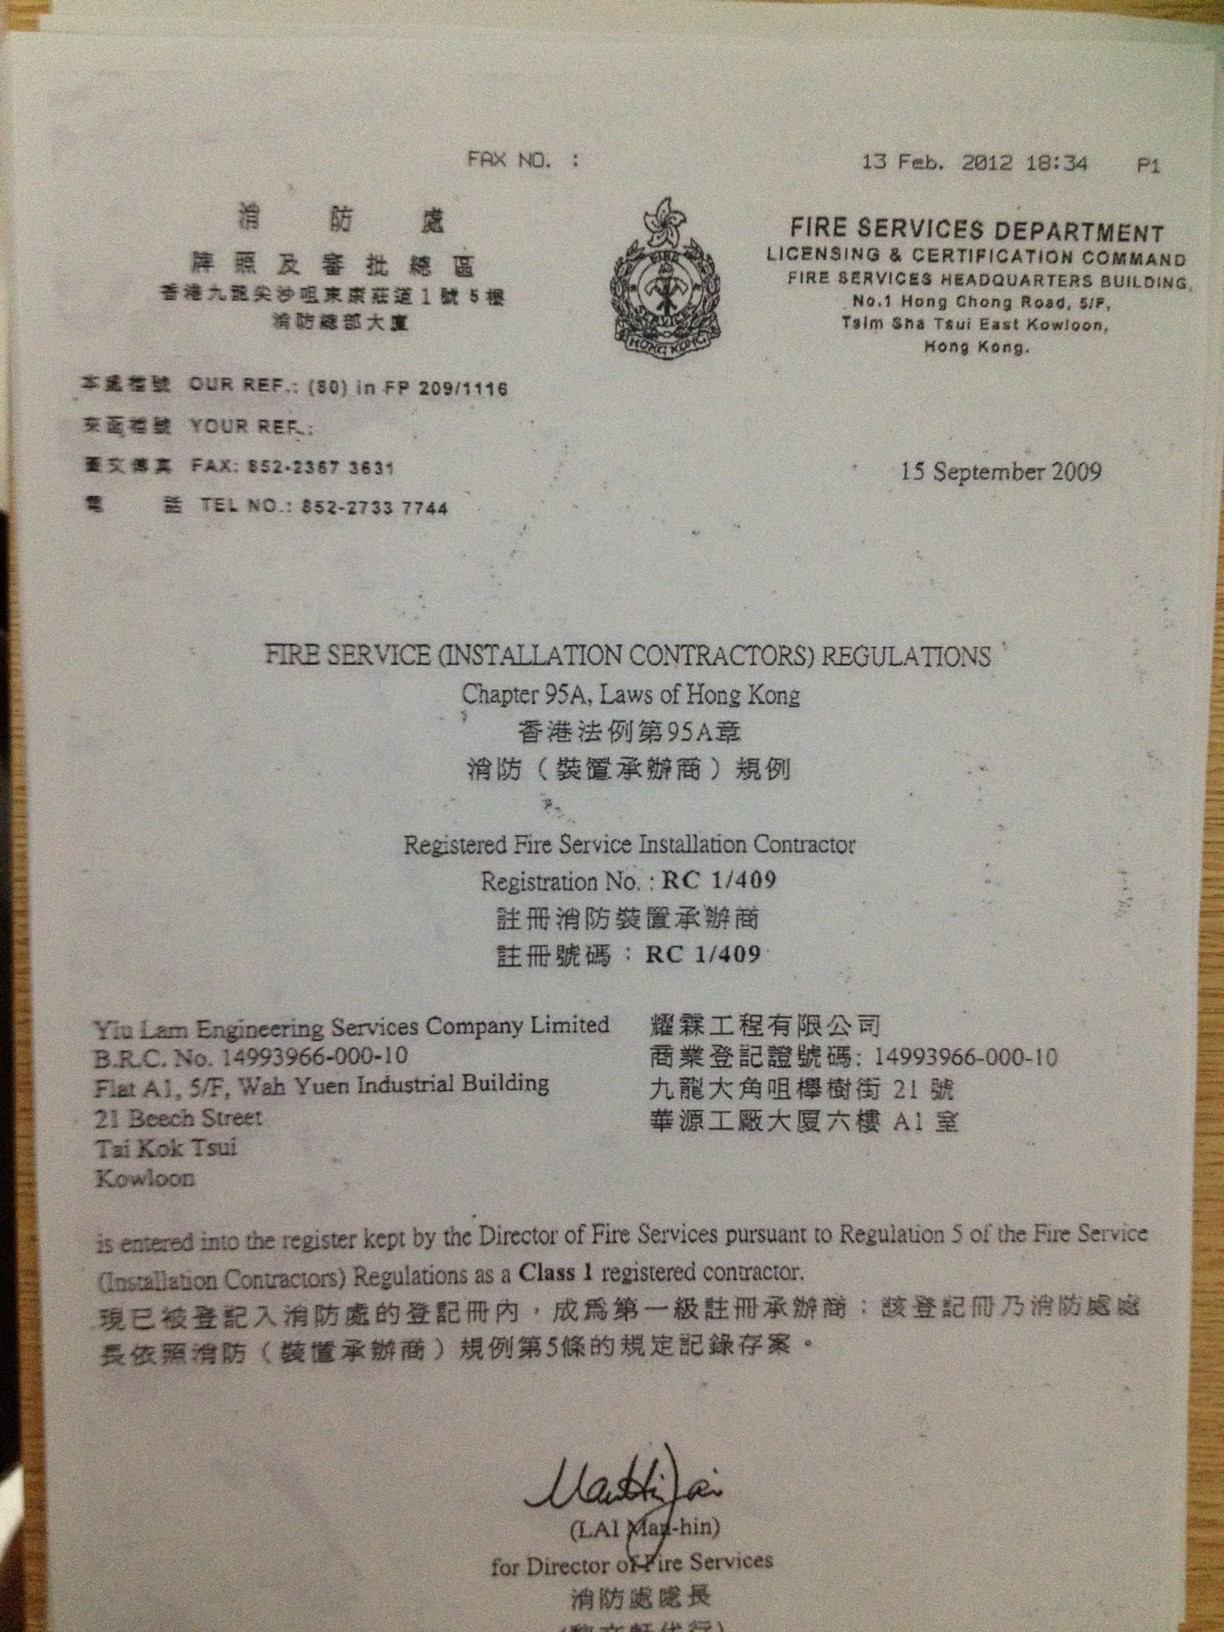 FAX NO. :
13 Feb. 2012 18:34 P1
消 防 處
牌照及審批總區
香港九龍尖沙咀東康莊道1號5樓
消防總部大廈
FIRE SERVICES
HONG KONG
FIRE SERVICES DEPARTMENT
LICENSING & CERTIFICATION COMMAND
FIRE SERVICES HEADQUARTERS BUILDING,
No.1 Hong Chong Road, 5/F,
Tsim Sha Tsui East Kowloon,
Hong Kong.
本處檔號 OUR REF.: (80) in FP 209/1116
來函檔號 YOUR REF.:
圖文傳真 FAX: 852-2367 3631
電 話 TEL NO.: 852-2733 7744
15 September 2009
FIRE SERVICE (INSTALLATION CONTRACTORS) REGULATIONS
Chapter 95A, Laws of Hong Kong
香港法例第95A章
消防（裝置承辦商）規例
Registered Fire Service Installation Contractor
Registration No. : RC 1/409
註冊消防裝置承辦商
註冊號碼：RC 1/409
Yiu Lam Engineering Services Company Limited
B.R.C. No. 14993966-000-10
Flat A1, 5/F, Wah Yuen Industrial Building
21 Beech Street
Tai Kok Tsui
Kowloon
耀霖工程有限公司
商業登記證號碼: 14993966-000-10
九龍大角咀櫸樹街 21 號
華源工廠大廈六樓 A1 室
is entered into the register kept by the Director of Fire Services pursuant to Regulation 5 of the Fire Service
(Installation Contractors) Regulations as a Class 1 registered contractor.
現已被登記入消防處的登記冊內，成為第一級註冊承辦商；該登記冊乃消防處處
長依照消防（裝置承辦商）規例第5條的規定記錄存案。
(LAI Man-hin)
for Director of Fire Services
消防處處長